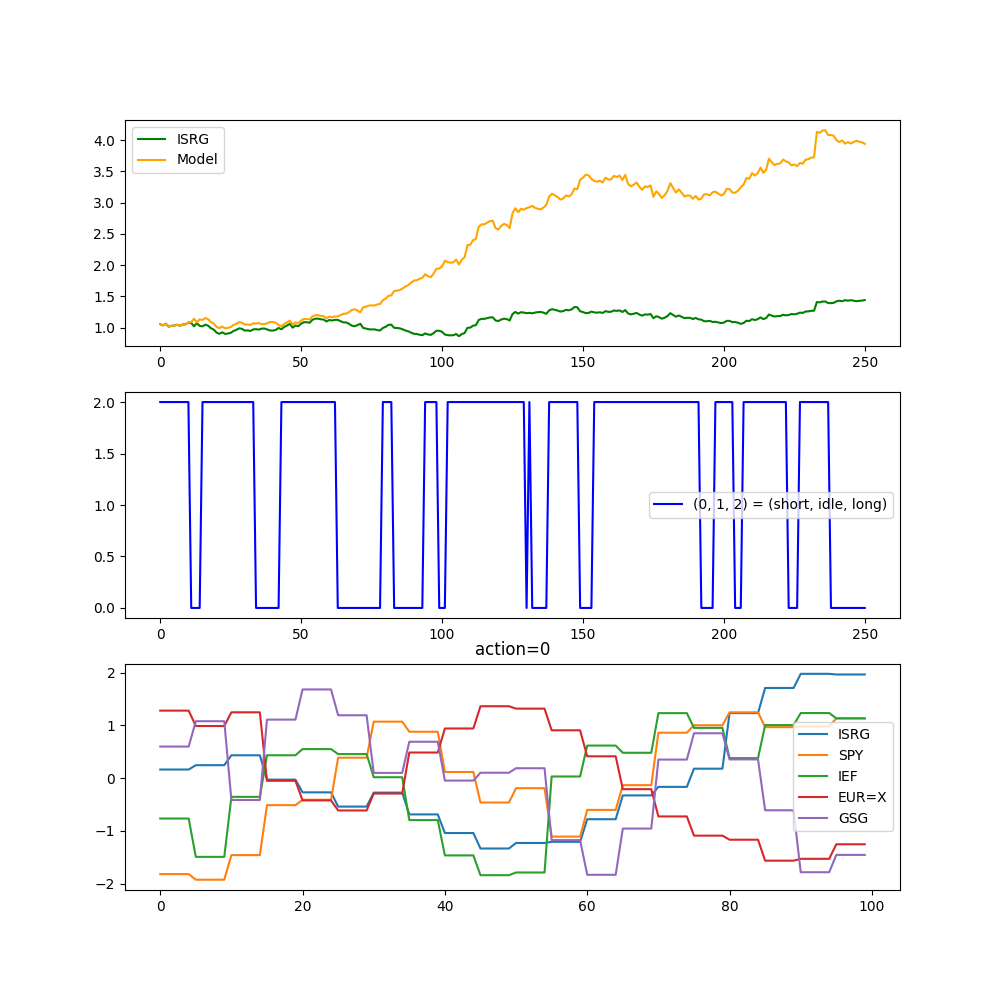 ISRG
Model
4.0
3.5
3.0
2.5
2.0
1.5
1.0
0 50 100 150 200 250
2.0
1.5
1.0
0.5
0.0
(0, 1, 2) = (short, idle, long)
0 50 100 150 200 250
action=0
2
1
0
−1
−2
ISRG
SPY
IEF
EUR=X
GSG
0 20 40 60 80 100